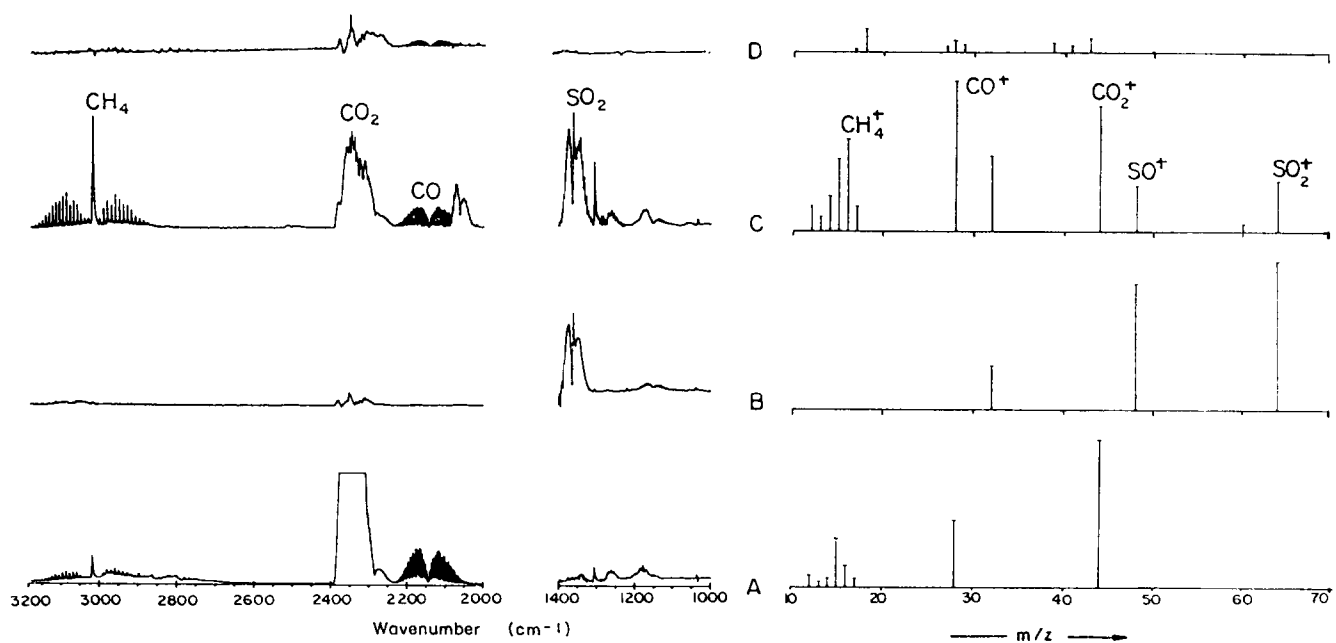 D
CH₄
CO₂
CO
SO₂
CH₄⁺
CO⁺
CO₂⁺
SO⁺
SO₂⁺
C
B
A
3200 3000 2600 2400 2200 2000
1400 1200 1000
10 20 30 40 50 60 70
Wavenumber (cm-1)
m/z